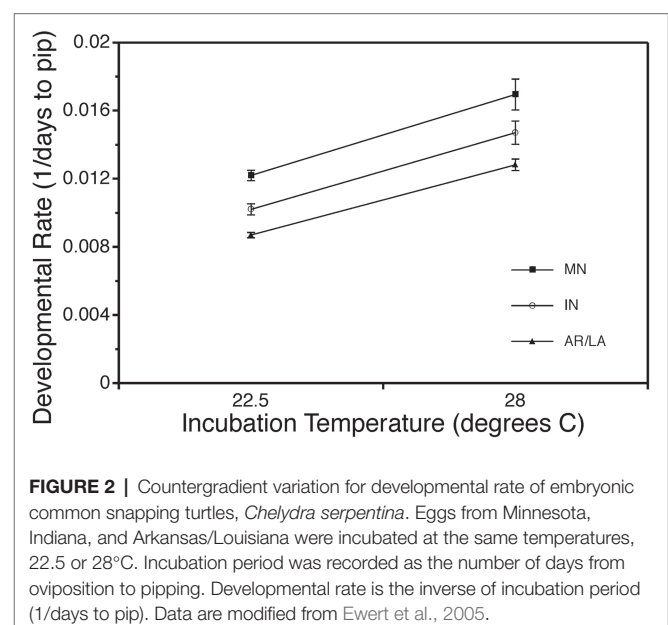 Developmental Rate (1/days to pip)
0.02
0.016
0.012
0.008
0.004
0
MN
IN
AR/LA
22.5
28
Incubation Temperature (degrees C)
FIGURE 2 | Countergradient variation for developmental rate of embryonic
common snapping turtles, Chelydra serpentina. Eggs from Minnesota,
Indiana, and Arkansas/Louisiana were incubated at the same temperatures,
22.5 or 28°C. Incubation period was recorded as the number of days from
oviposition to pipping. Developmental rate is the inverse of incubation period
(1/days to pip). Data are modified from Ewert et al., 2005.